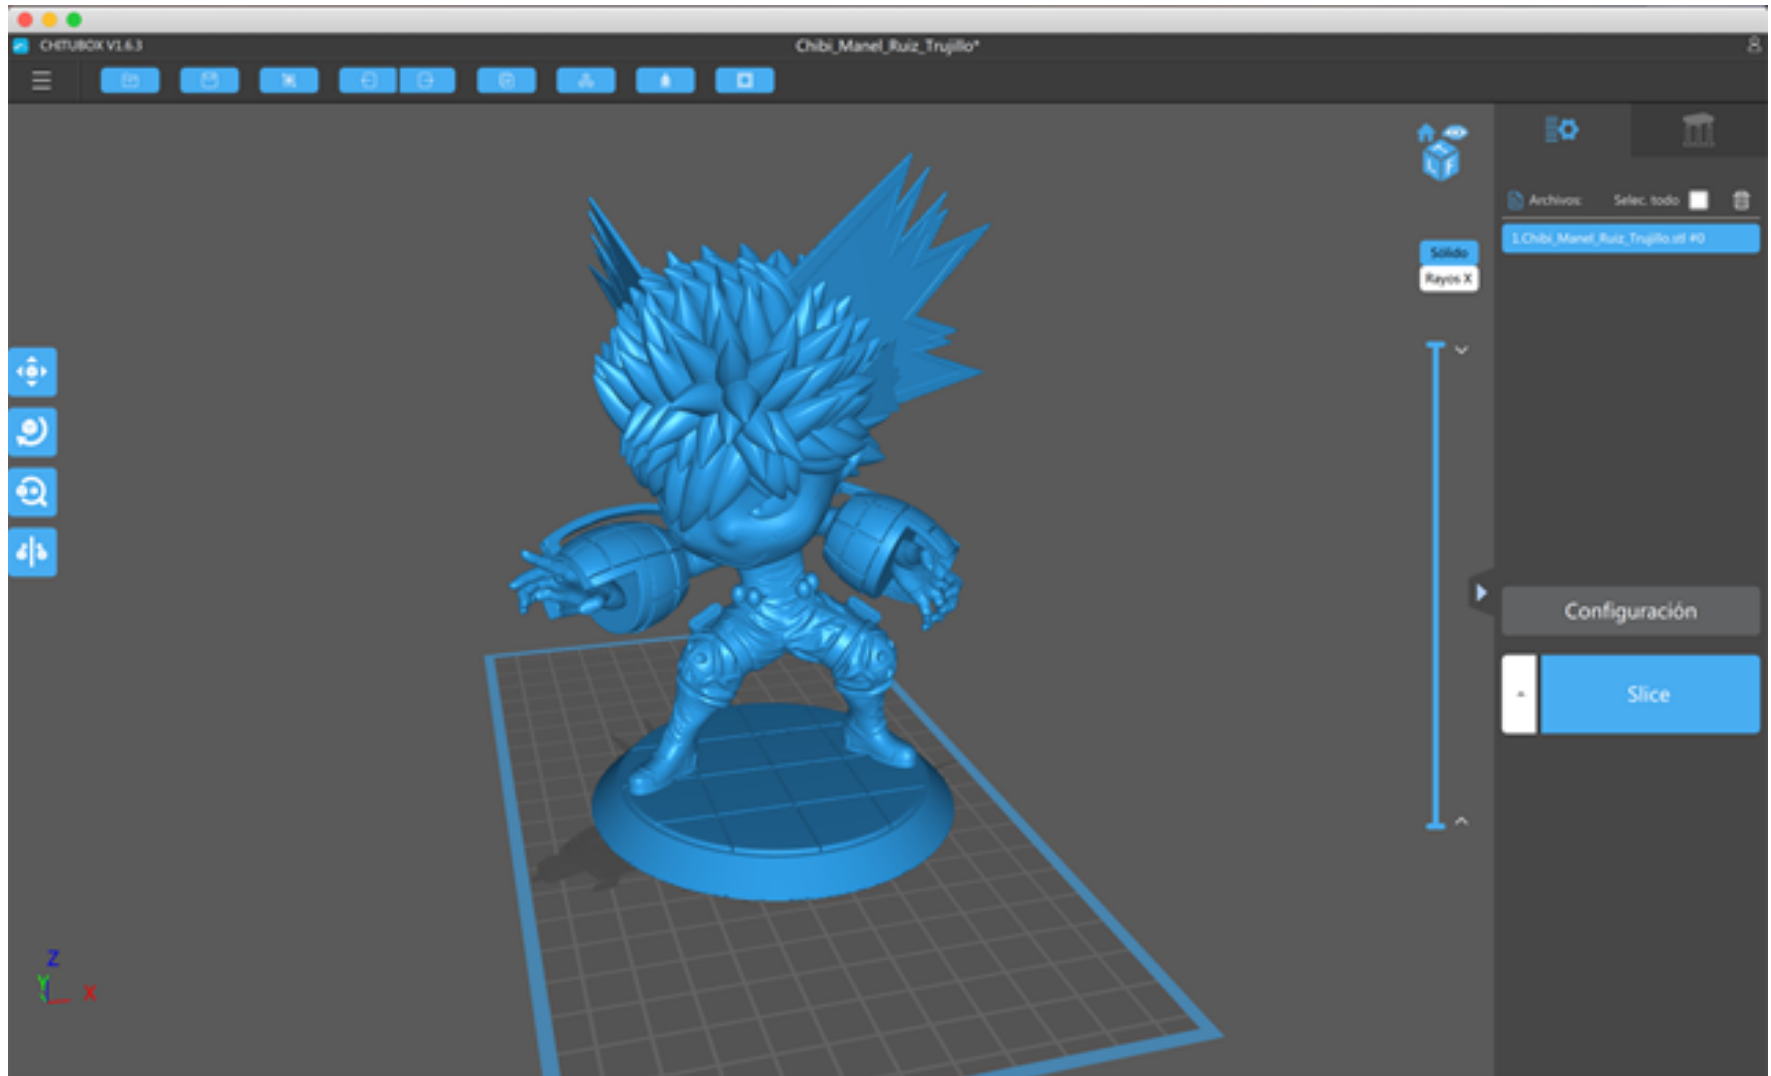 CHITUBOX V1.6.3
Chibi_Manel_Ruiz_Trujillo*
Archivos:
Selec. todo
1.Chibi_Manel_Ruiz_Trujillo.stl #0
Sólido
Rayos X
Configuración
Slice
L F
Z
Y
X